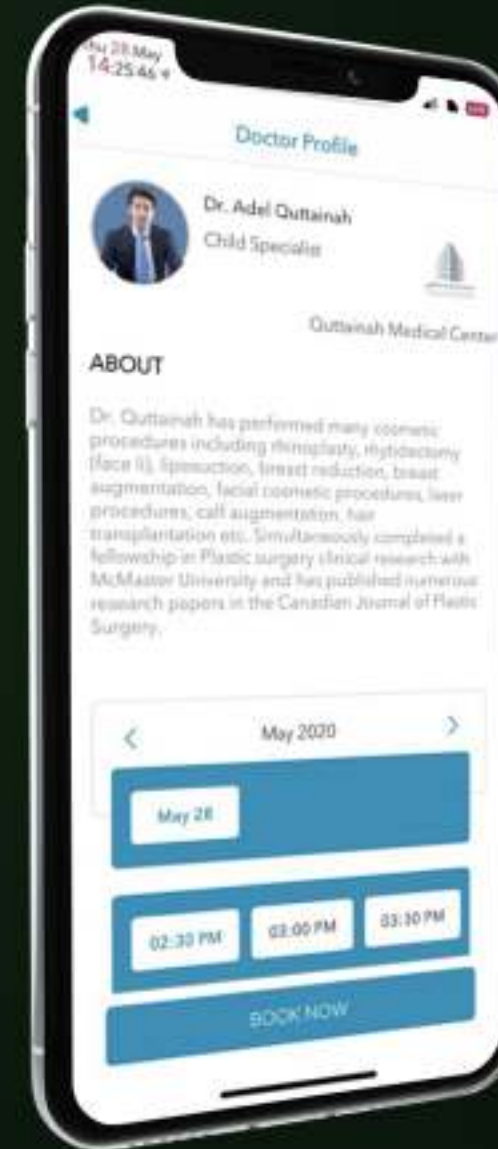 Thu 28 May
14:25:46
Doctor Profile
Dr. Adel Quttainah
Child Specialist
Quttainah Medical Center
ABOUT
Dr. Quttainah has performed many cosmetic
procedures including rhinoplasty, rhytidectomy
(face li), liposuction, breast reduction, breast
augmentation, facial cosmetic procedures, laser
procedures, calf augmentation, hair
transplantation etc. Simultaneously completed a
fellowship in Plastic surgery clinical research with
McMaster University and has published numerous
research papers in the Canadian Journal of Plastic
Surgery.
< May 2020 >
May 28
02:30 PM 03:00 PM 03:30 PM
BOOK NOW